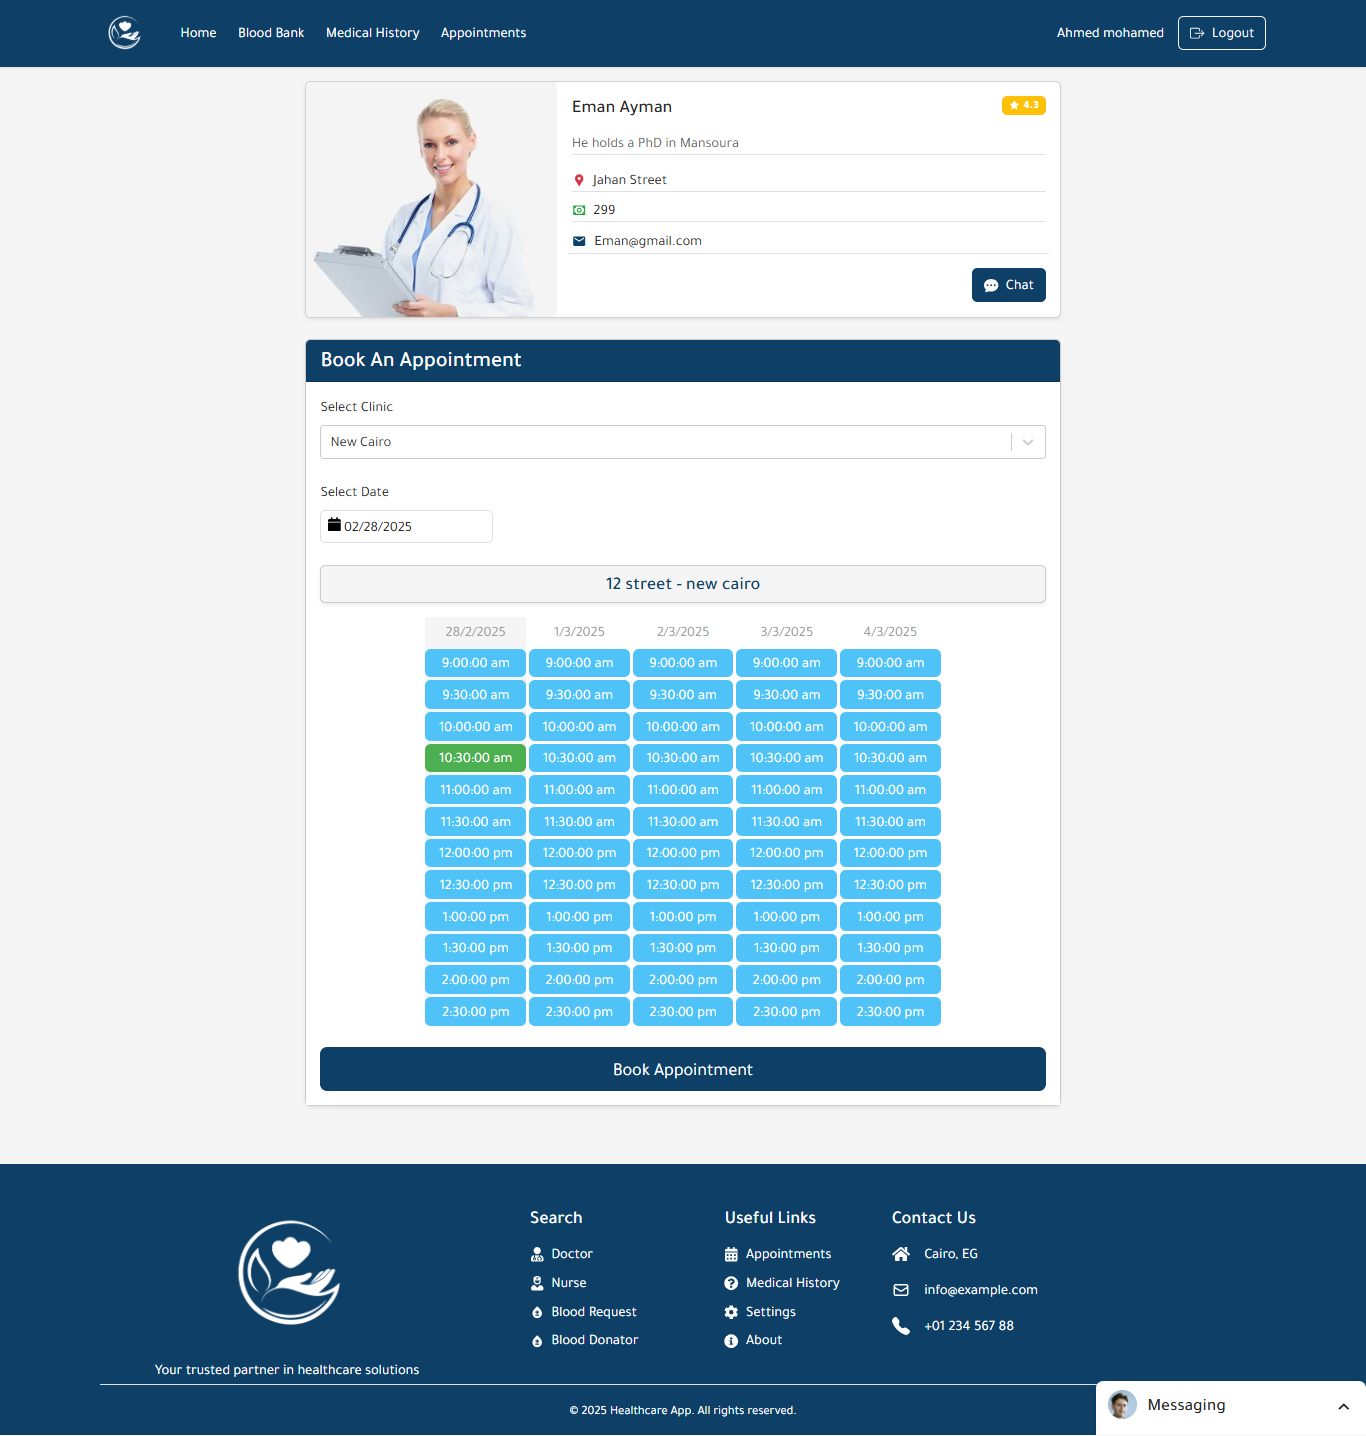 Home Blood Bank Medical History Appointments Ahmed mohamed Logout
Eman Ayman 4.3
He holds a PhD in Mansoura
Jahan Street
299
Eman@gmail.com
Chat
Book An Appointment
Select Clinic
New Cairo
Select Date
02/28/2025
12 street - new cairo
28/2/2025 1/3/2025 2/3/2025 3/3/2025 4/3/2025
9:00:00 am 9:00:00 am 9:00:00 am 9:00:00 am 9:00:00 am
9:30:00 am 9:30:00 am 9:30:00 am 9:30:00 am 9:30:00 am
10:00:00 am 10:00:00 am 10:00:00 am 10:00:00 am 10:00:00 am
10:30:00 am 10:30:00 am 10:30:00 am 10:30:00 am 10:30:00 am
11:00:00 am 11:00:00 am 11:00:00 am 11:00:00 am 11:00:00 am
11:30:00 am 11:30:00 am 11:30:00 am 11:30:00 am 11:30:00 am
12:00:00 pm 12:00:00 pm 12:00:00 pm 12:00:00 pm 12:00:00 pm
12:30:00 pm 12:30:00 pm 12:30:00 pm 12:30:00 pm 12:30:00 pm
1:00:00 pm 1:00:00 pm 1:00:00 pm 1:00:00 pm 1:00:00 pm
1:30:00 pm 1:30:00 pm 1:30:00 pm 1:30:00 pm 1:30:00 pm
2:00:00 pm 2:00:00 pm 2:00:00 pm 2:00:00 pm 2:00:00 pm
2:30:00 pm 2:30:00 pm 2:30:00 pm 2:30:00 pm 2:30:00 pm
Book Appointment
Your trusted partner in healthcare solutions
Search
Doctor
Nurse
Blood Request
Blood Donator
Useful Links
Appointments
Medical History
Settings
About
Contact Us
Cairo, EG
info@example.com
+01 234 567 88
© 2025 Healthcare App. All rights reserved.
Messaging